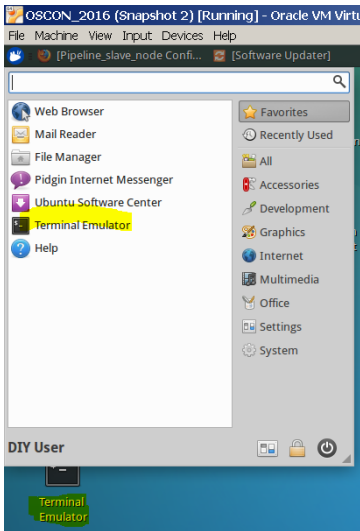 OSCON_2016 (Snapshot 2) [Running] - Oracle VM Virtu
File Machine View Input Devices Help
[Pipeline_slave_node Confi... [Software Updater]
Web Browser
Mail Reader
File Manager
Pidgin Internet Messenger
Ubuntu Software Center
Terminal Emulator
Help
Favorites
Recently Used
All
Accessories
Development
Graphics
Internet
Multimedia
Office
Settings
System
DIY User
Terminal
Emulator